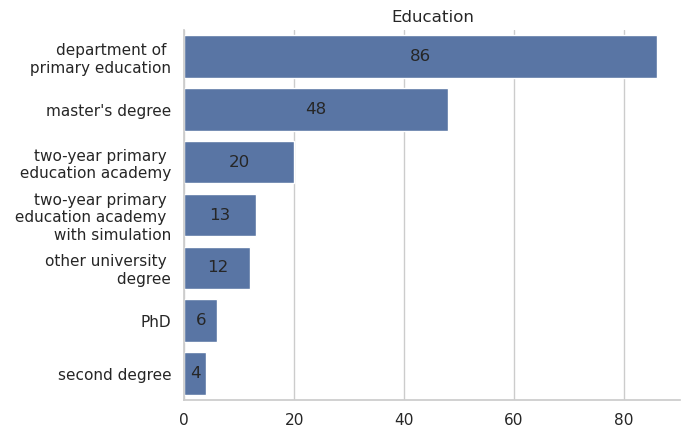 Education
department of
primary education
86
master's degree
48
two-year primary
education academy
20
two-year primary
education academy
with simulation
13
other university
degree
12
PhD
6
second degree
4
0 20 40 60 80